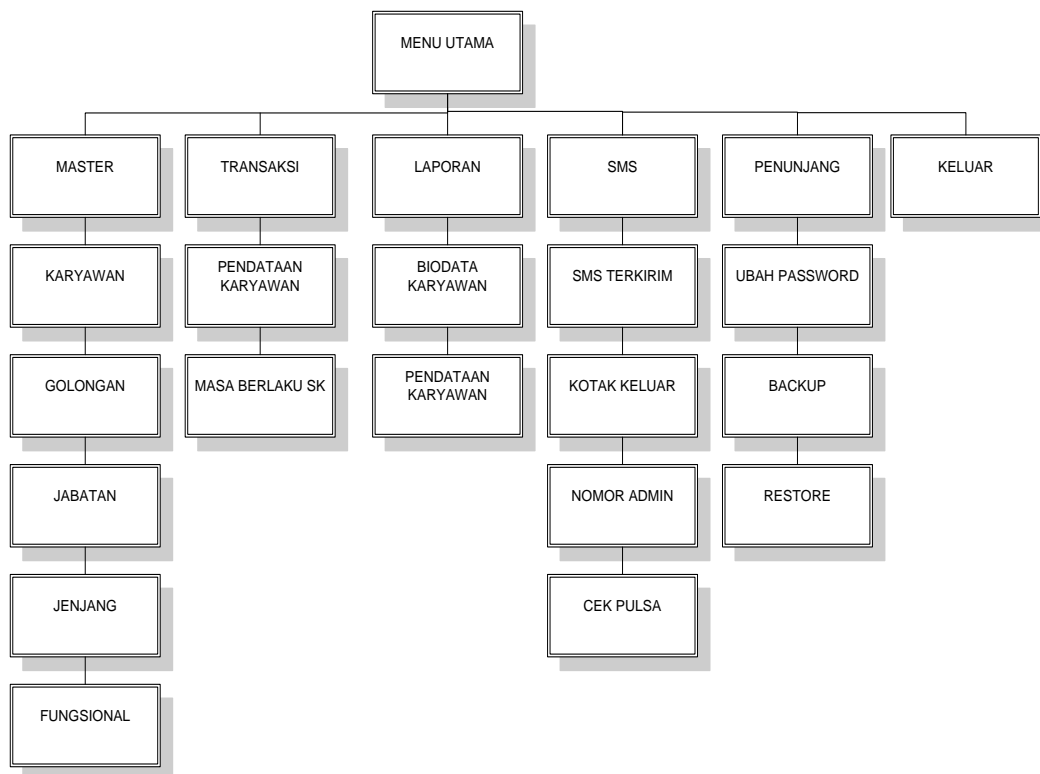 MENU UTAMA
MASTER
TRANSAKSI
LAPORAN
SMS
PENUNJANG
KELUAR
KARYAWAN
PENDATAAN
KARYAWAN
BIODATA
KARYAWAN
SMS TERKIRIM
UBAH PASSWORD
GOLONGAN
MASA BERLAKU SK
PENDATAAN
KARYAWAN
KOTAK KELUAR
BACKUP
JABATAN
NOMOR ADMIN
RESTORE
JENJANG
CEK PULSA
FUNGSIONAL